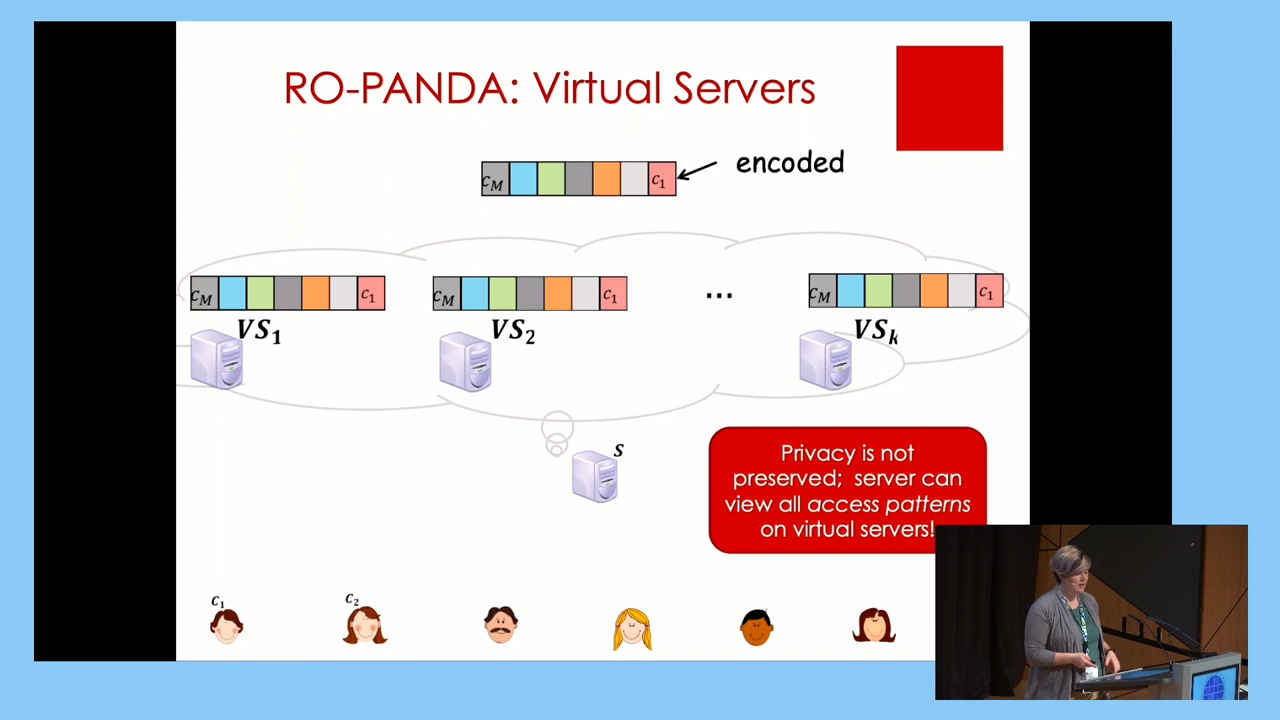 RO-PANDA: Virtual Servers
encoded
c_M c_1
c_M c_1
c_M c_1
...
c_M c_1
VS_1
VS_2
VS_k
s
Privacy is not
preserved; server can
view all access patterns
on virtual servers!
c_1
c_2